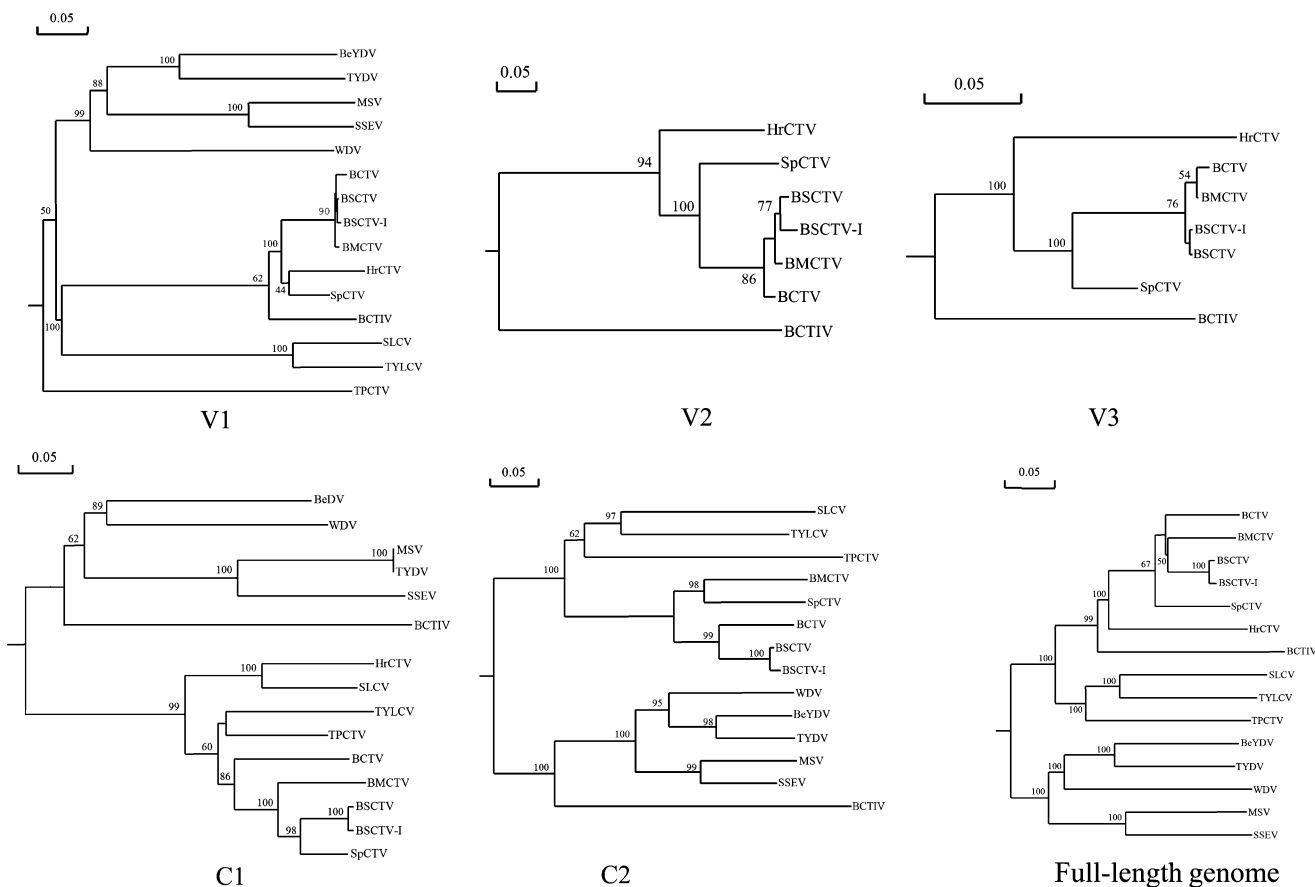 0.05
100
BeYDV
88
TYDV
100
MSV
99
SSEV
WDV
50
BCTV
BSCTV
90
BSCTV-I
100
BMCTV
62
HrCTV
44
SpCTV
100
BCTIV
100
SLCV
TYLCV
TPCTV
V1
0.05
94
HrCTV
SpCTV
100
77
BSCTV
BSCTV-I
BMCTV
86
BCTV
BCTIV
V2
0.05
HrCTV
100
54
BCTV
76
BMCTV
BSCTV-I
100
BSCTV
SpCTV
BCTIV
V3
0.05
89
BeDV
62
WDV
100
MSV
TYDV
100
SSEV
BCTIV
100
HrCTV
99
SLCV
TYLCV
60
TPCTV
86
BCTV
100
BMCTV
100
BSCTV
98
BSCTV-I
SpCTV
C1
0.05
97
SLCV
62
TYLCV
100
TPCTV
98
BMCTV
SpCTV
99
BCTV
100
BSCTV
BSCTV-I
95
WDV
98
BeYDV
100
TYDV
99
MSV
100
SSEV
BCTIV
C2
0.05
BCTV
BMCTV
67
50
100
BSCTV
BSCTV-I
100
SpCTV
99
HrCTV
100
BCTIV
100
SLCV
100
TYLCV
TPCTV
100
BeYDV
100
TYDV
100
WDV
100
MSV
SSEV
Full-length genome